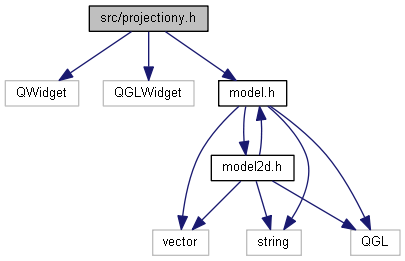 src/projectiony.h
QWidget
QGLWidget
model.h
model2d.h
vector
string
QGL